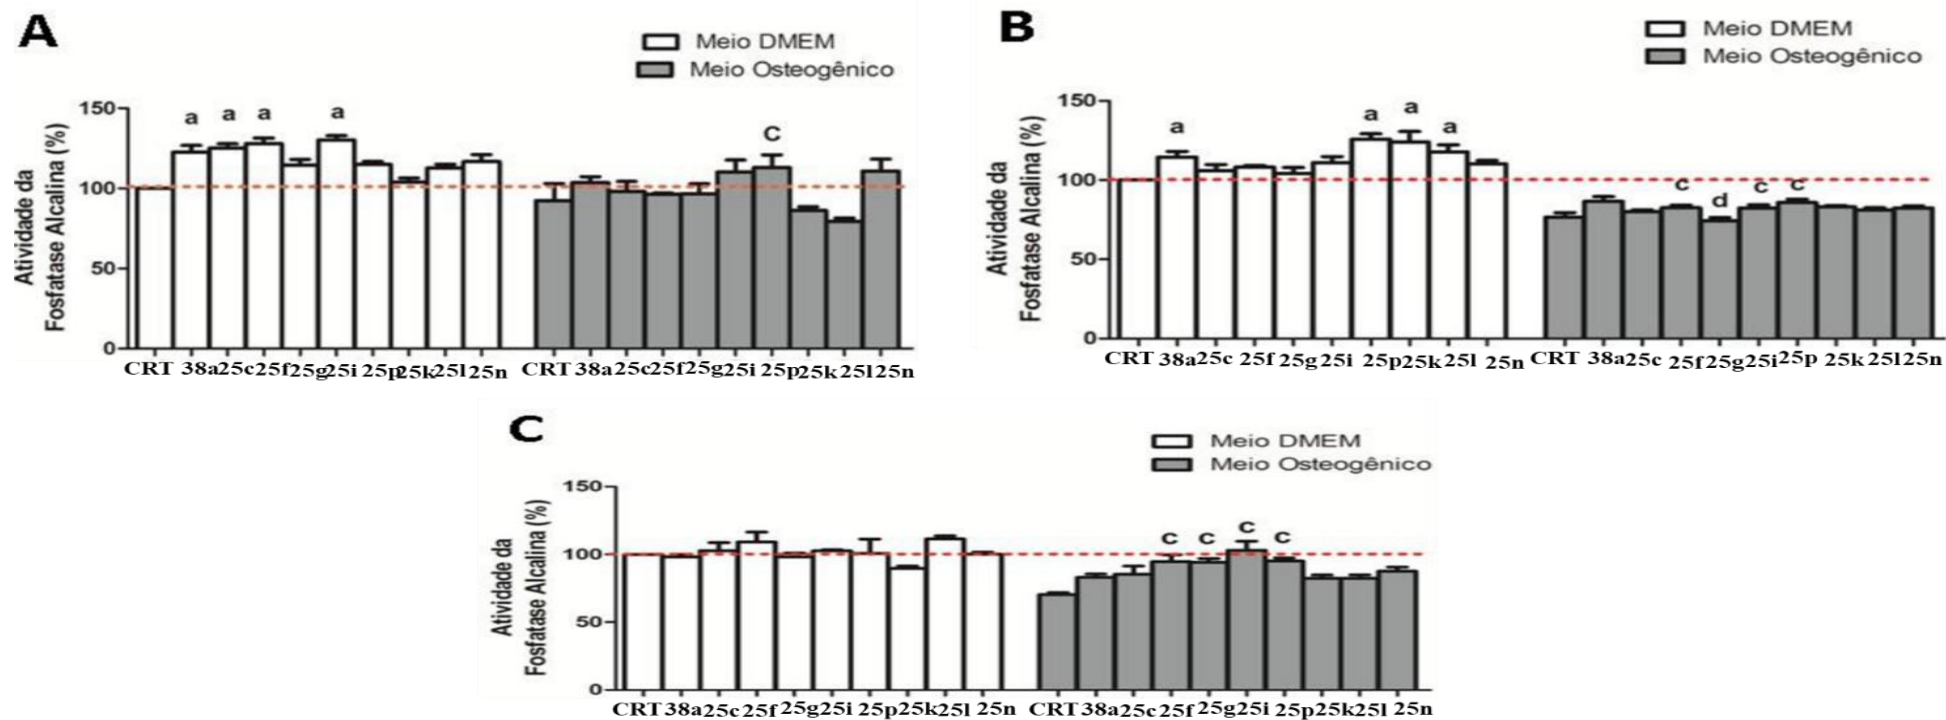 A
Meio DMEM
Meio Osteogênico
Atividade da
Fosfatase Alcalina (%)
150
100
50
0
a a a a c
CRT 38a 25c 25f 25g 25i 25p 25k 25l 25n CRT 38a 25c 25f 25g 25i 25p 25k 25l 25n
B
Meio DMEM
Meio Osteogênico
Atividade da
Fosfatase Alcalina (%)
150
100
50
0
a a a a c d c c
CRT 38a 25c 25f 25g 25i 25p 25k 25l 25n CRT 38a 25c 25f 25g 25i 25p 25k 25l 25n
C
Meio DMEM
Meio Osteogênico
Atividade da
Fosfatase Alcalina (%)
150
100
50
0
c c c c
CRT 38a 25c 25f 25g 25i 25p 25k 25l 25n CRT 38a 25c 25f 25g 25i 25p 25k 25l 25n